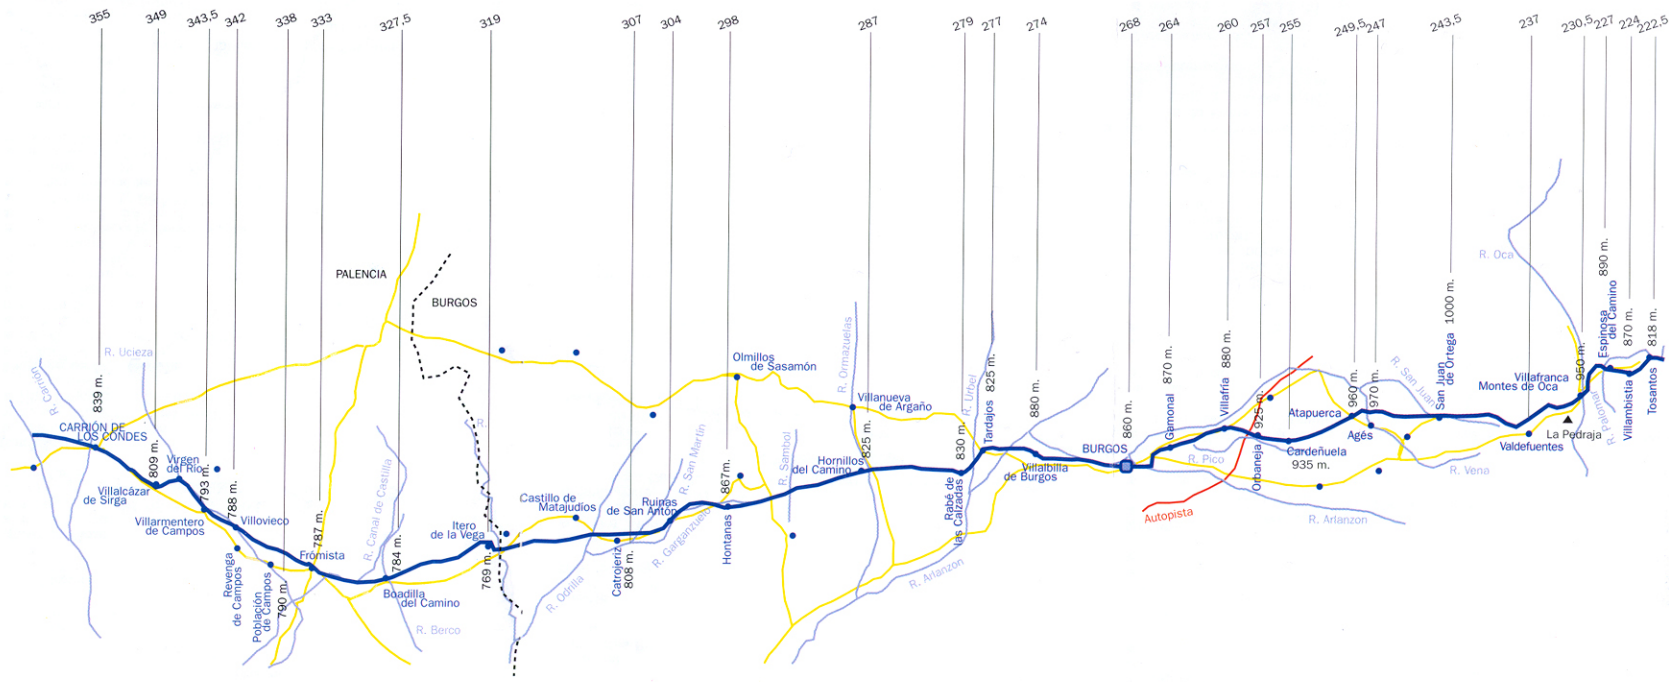 355
349
343,5
342
338
333
327,5
319
307
304
298
287
279
277
274
268
264
260
257
255
249,5
247
243,5
237
230,5
227
224
222,5
PALENCIA
BURGOS
R. Oca
R. Ucieza
R. Carrión
839 m.
CARRIÓN DE
LOS CONDES
809 m.
Villalcázar
de Sirga
Virgen
del Río
793 m.
Villarmentero
de Campos
788 m.
Villovieco
Revenga
de Campos
Población
de Campos
790 m.
787 m.
Frómista
R. Canal de Castilla
784 m.
Boadilla
del Camino
R. Berco
R.
Itero
de la Vega
769 m.
Castillo de
Matajudíos
R. Odrilla
Catrojeriz
808 m.
Ruinas
de San Antón
R. Garganzuelo
R. San Martín
867m.
Hontanas
Olmillos
de Sasamón
R. Sambol
R. Ormazuelas
Villanueva
de Argaño
Hornillos
del Camino
825 m.
R. Arlanzon
830 m.
Rabé de
las Calzadas
R. Urbel
Tardajos
825 m.
880 m.
Villalbilla
de Burgos
BURGOS
860 m.
Gamonal
870 m.
R. Pico
Autopista
Villafría
880 m.
Orbaneja
925 m.
Cardeñuela
935 m.
R. Arlanzon
Atapuerca
960 m.
Agés
970 m.
R. San Juan
San Juan
de Ortega
1000 m.
R. Vena
Valdefuentes
Villafranca
Montes de Oca
950 m.
La Pedraja
Espinosa
del Camino
890 m.
Villambistia
870 m.
Tosantos
818 m.